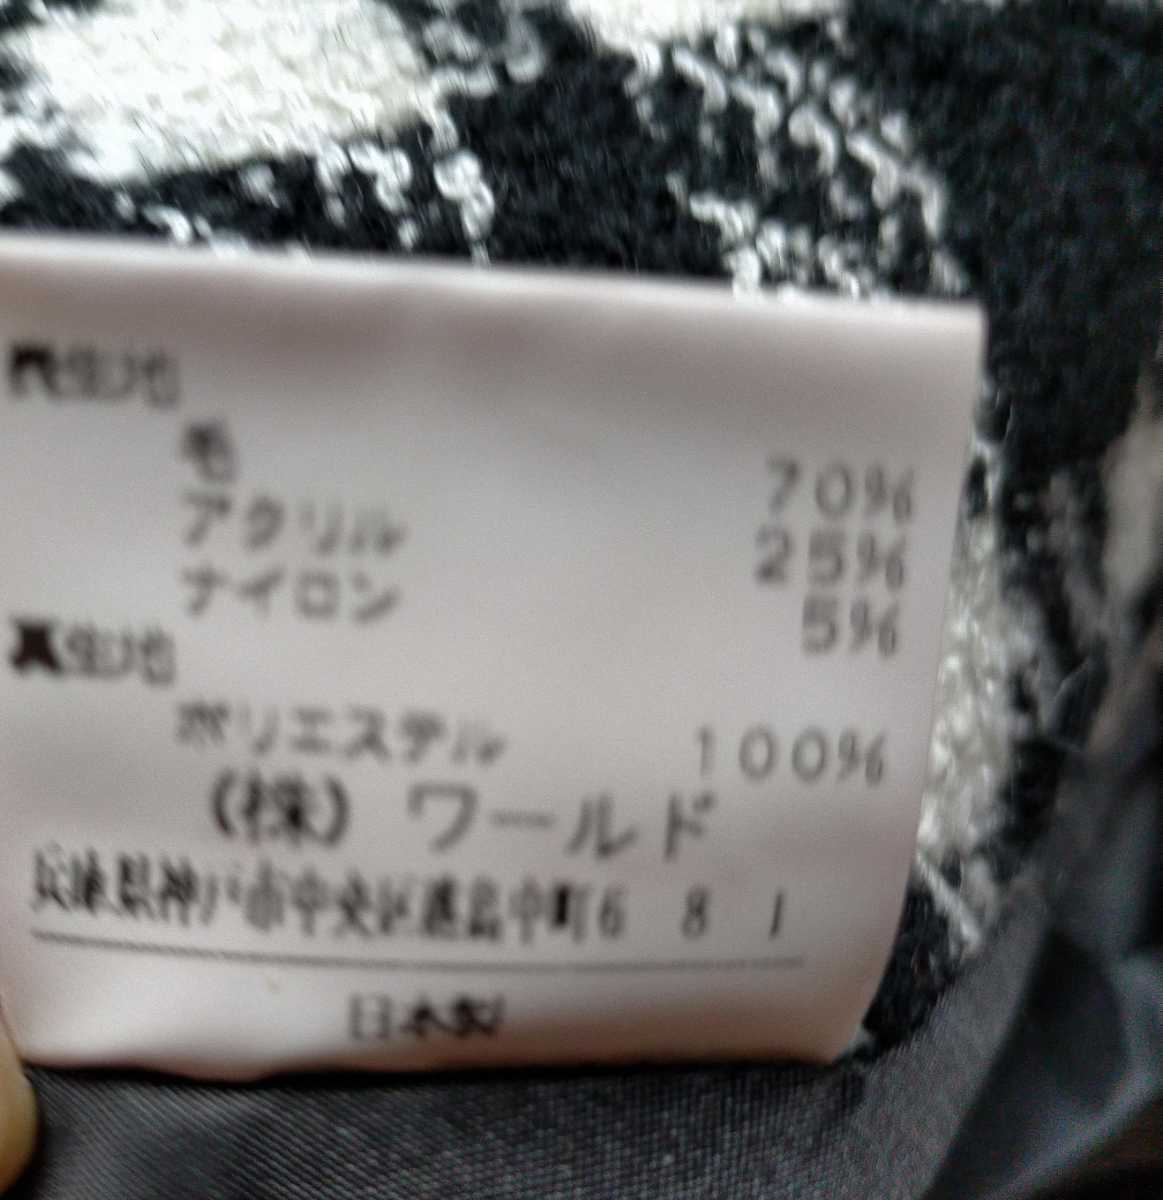 表生地
毛 70%
アクリル 25%
ナイロン 5%
裏生地
ポリエステル 100%
(株) ワールド
兵庫県神戸市中央区港島中町6 8 1
日本製